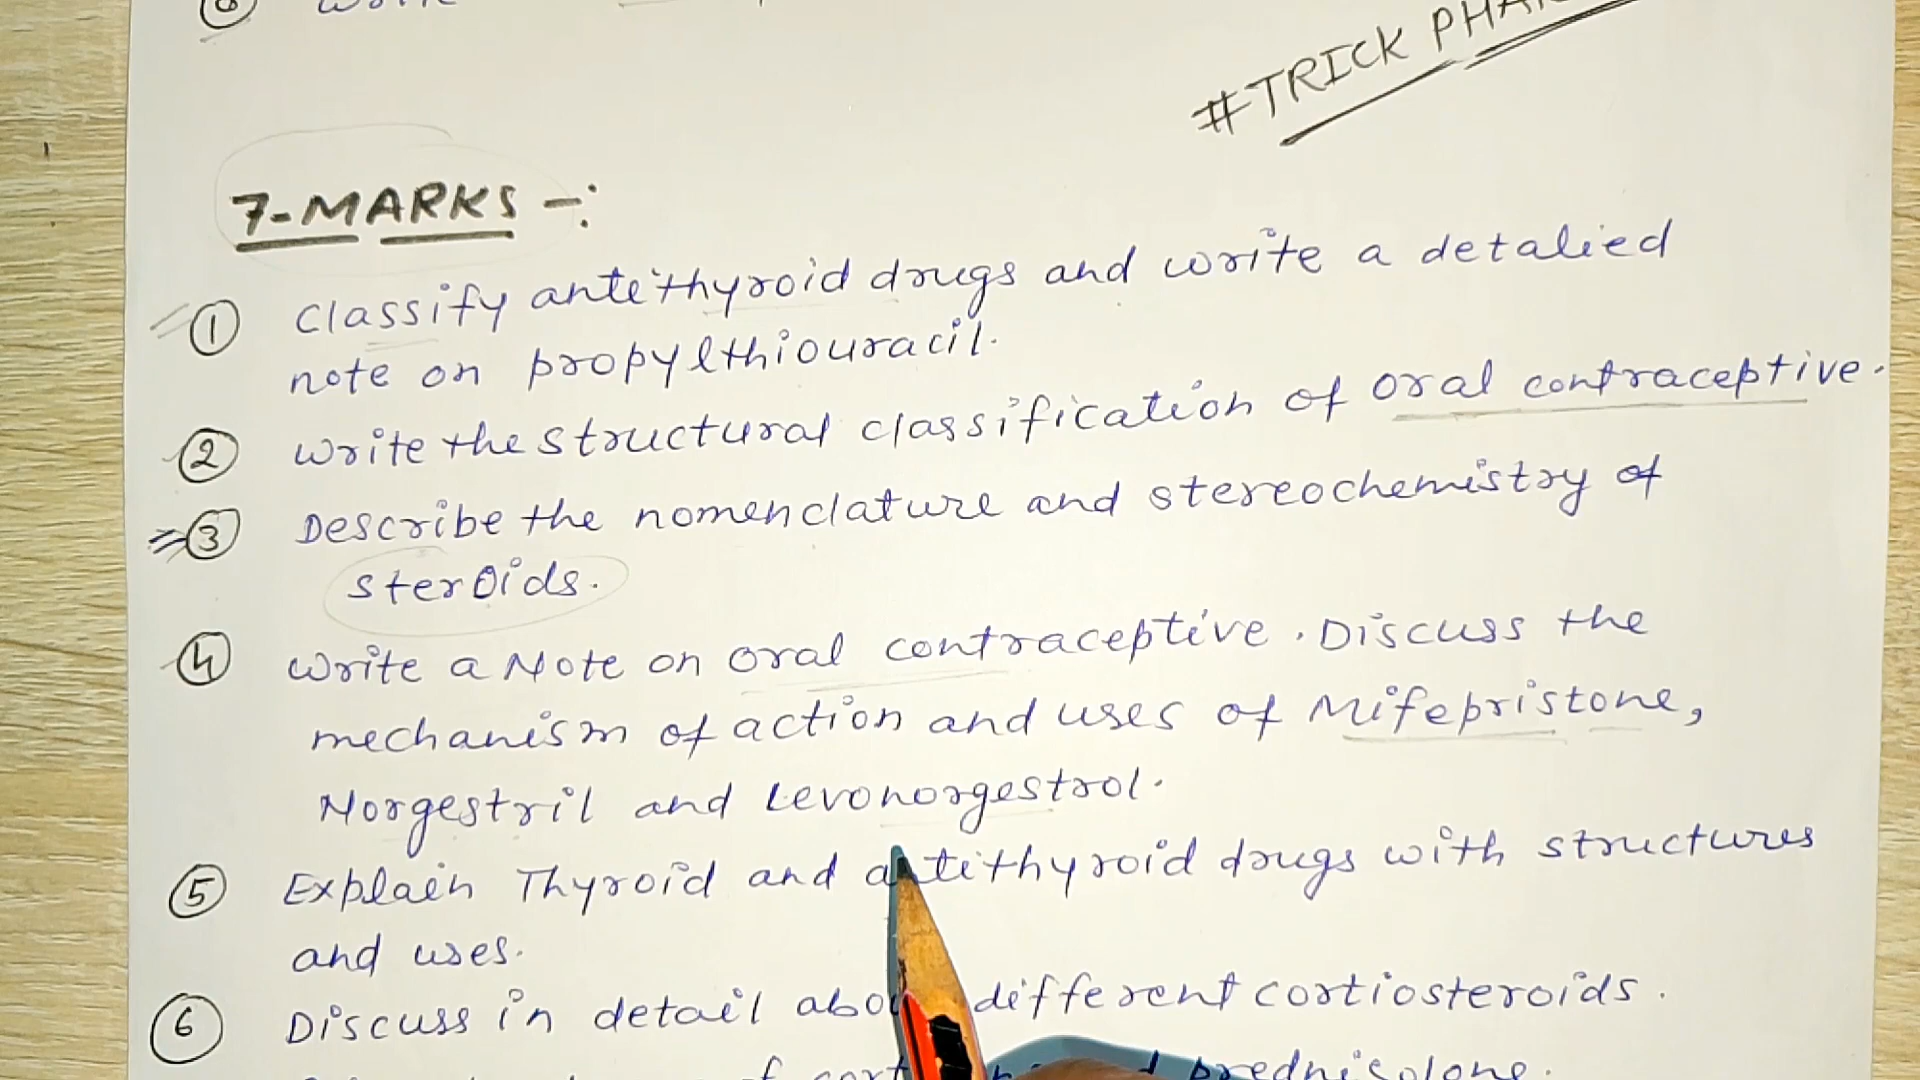 #TRICK
7-MARKS -:
① Classify antithyroid drugs and write a detalied
note on propylthiouracil.
② Write the structural classification of oral contraceptive.
③ Describe the nomenclature and stereochemistry of
steroids.
④ Write a Note on oral contraceptive. Discuss the
mechanism of action and uses of Mifepristone,
Norgestril and Levonorgestrol.
⑤ Explain Thyroid and antithyroid drugs with structures
and uses.
⑥ Discuss in detail different cortiosteroids.
prednisolone.